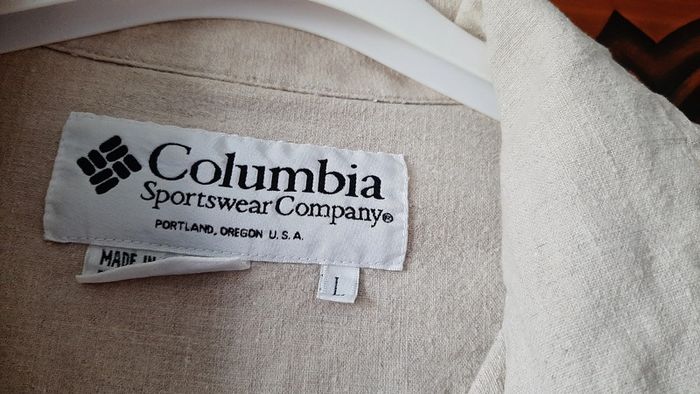 Columbia
Sportswear Company®
PORTLAND, OREGON U.S.A.
MADE IN
L